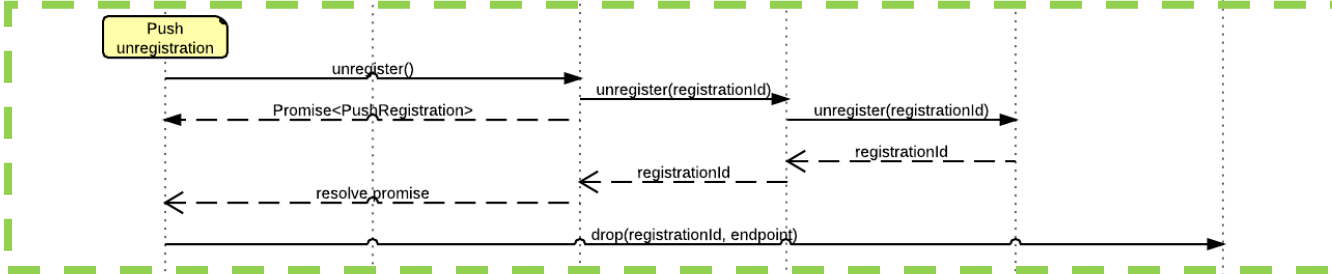 Push
unregistration
unregister()
unregister(registrationId)
Promise<PushRegistration>
unregister(registrationId)
registrationId
registrationId
resolve promise
drop(registrationId, endpoint)